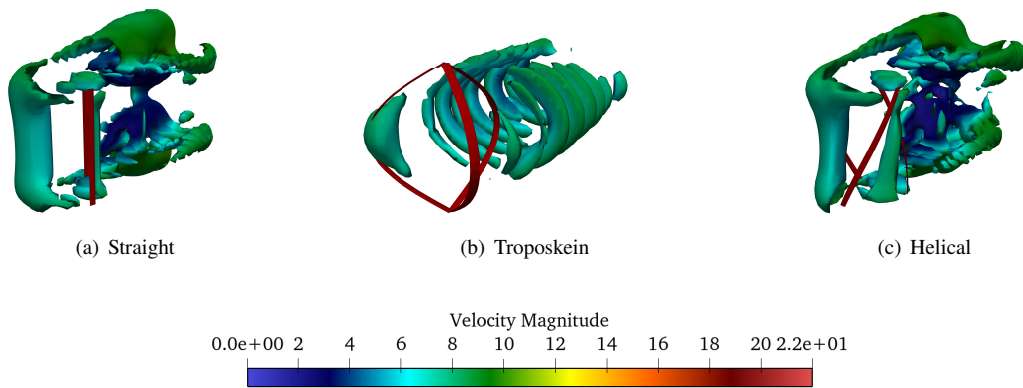 (a) Straight
(b) Troposkein
(c) Helical
Velocity Magnitude
0.0e+00 2 4 6 8 10 12 14 16 18 20 2.2e+01